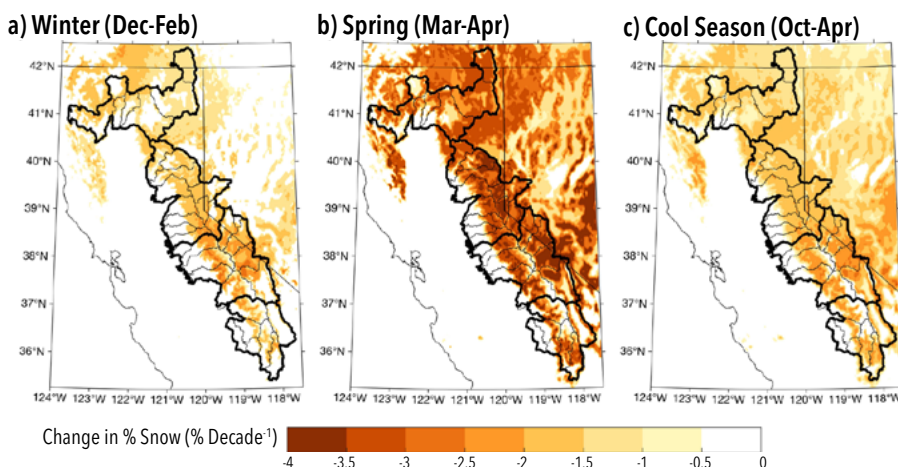 a) Winter (Dec-Feb)
b) Spring (Mar-Apr)
c) Cool Season (Oct-Apr)
42°N
41°N
40°N
39°N
38°N
37°N
36°N
124°W 123°W 122°W 121°W 120°W 119°W 118°W
42°N
41°N
40°N
39°N
38°N
37°N
36°N
124°W 123°W 122°W 121°W 120°W 119°W 118°W
42°N
41°N
40°N
39°N
38°N
37°N
36°N
124°W 123°W 122°W 121°W 120°W 119°W 118°W
Change in % Snow (% Decade⁻¹)
-4 -3.5 -3 -2.5 -2 -1.5 -1 -0.5 0